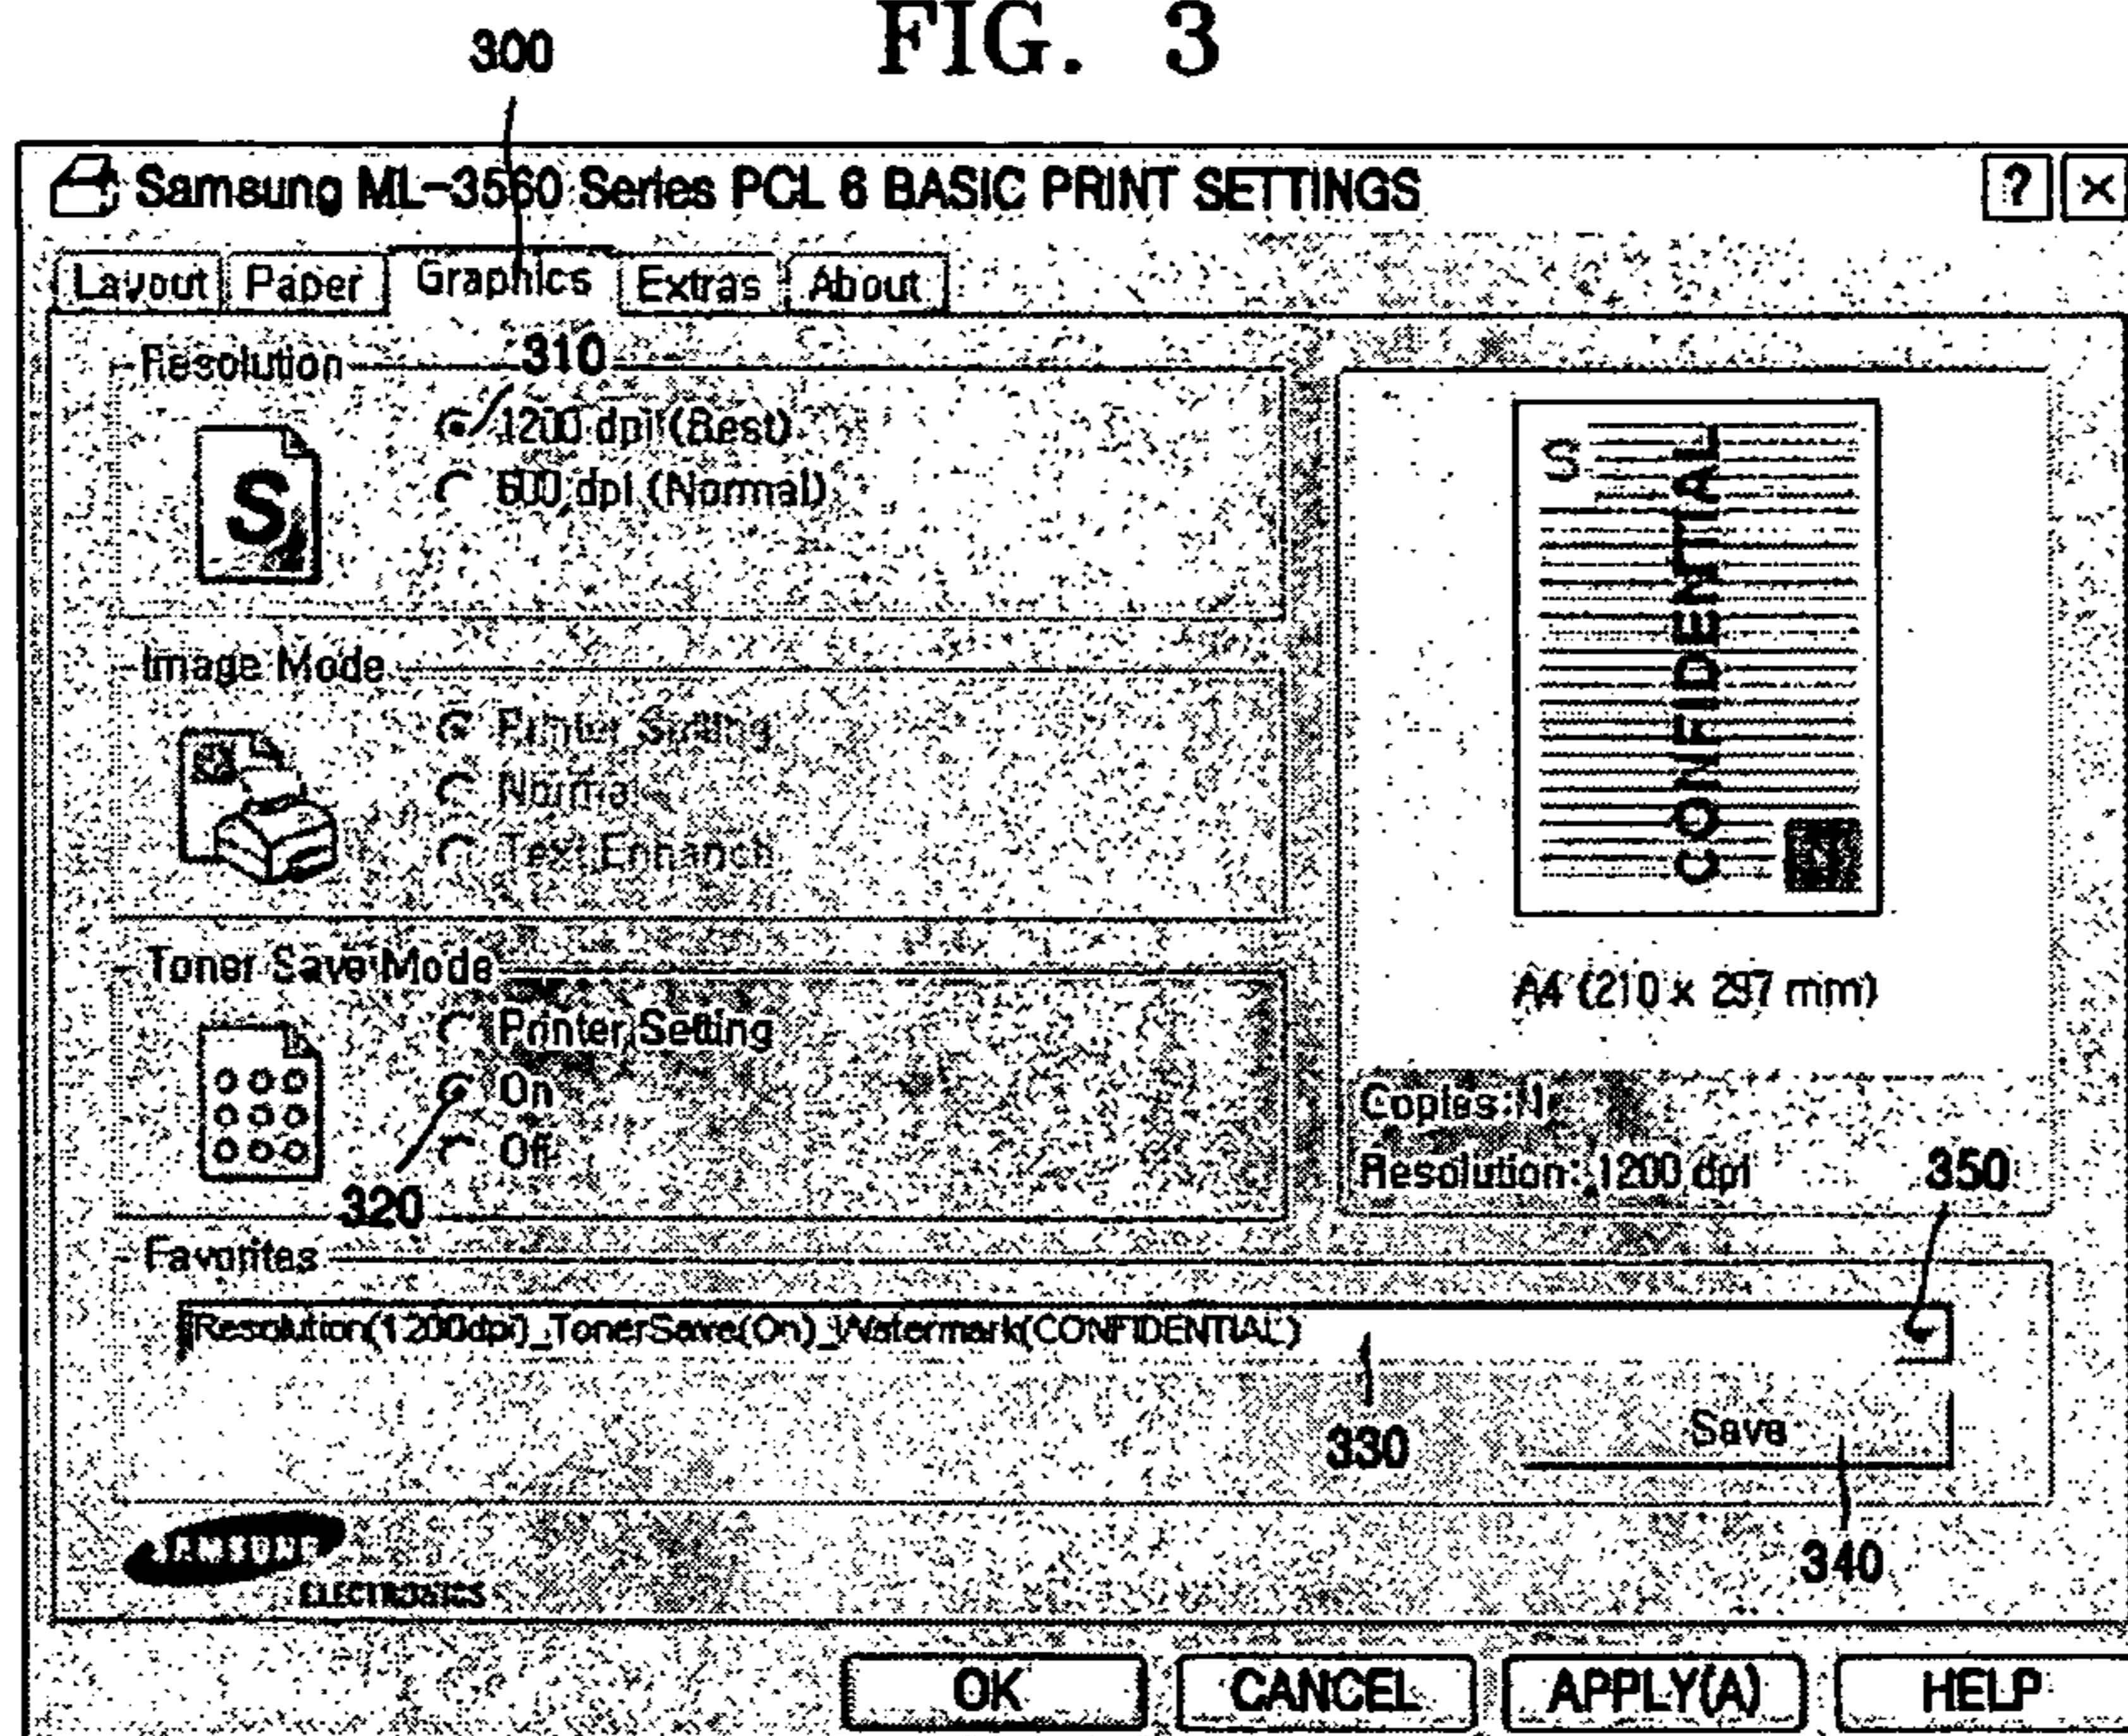 FIG. 3
300
Samsung ML-3560 Series PCL 6 BASIC PRINT SETTINGS
? ×
Layout Paper Graphics Extras About
Resolution 310
1200 dpi (Best)
600 dpi (Normal)
S
Image Mode
Printer Setting
Normal
Text Enhance
Toner Save Mode
Printer Setting
On
Off
320
S
CONFIDENTIAL
A4 (210 x 297 mm)
Copies: 1
Resolution: 1200 dpi
350
Favorites
Resolution(1200dpi)_TonerSave(On)_Watermark(CONFIDENTIAL)
330
Save
340
SAMSUNG
ELECTRONICS
OK CANCEL APPLY(A) HELP